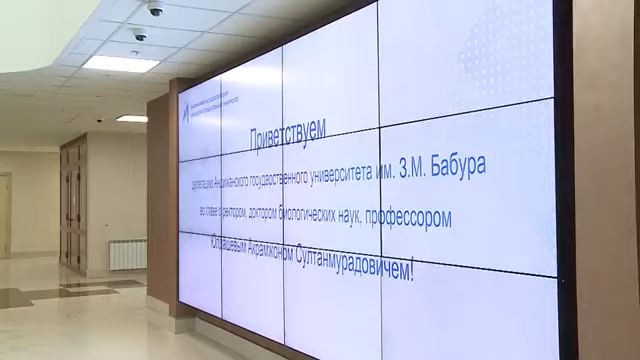 Приветствуем
делегацию Андижанского государственного университета им. З.М. Бабура
во главе с ректором, доктором биологических наук, профессором
Юлдашевым Акрамжоном Султанмурадовичем!